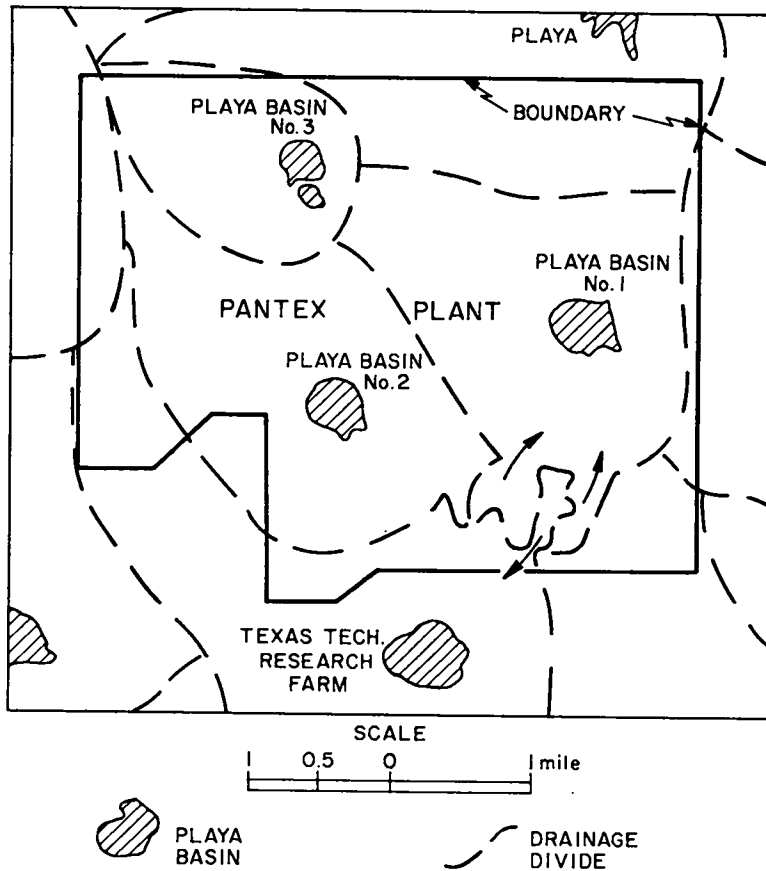 PLAYA
BOUNDARY
PLAYA BASIN
No. 3
PLAYA BASIN
No. 1
PANTEX PLANT
PLAYA BASIN
No. 2
TEXAS TECH.
RESEARCH
FARM
SCALE
1 0.5 0 1 mile
PLAYA
BASIN
DRAINAGE
DIVIDE